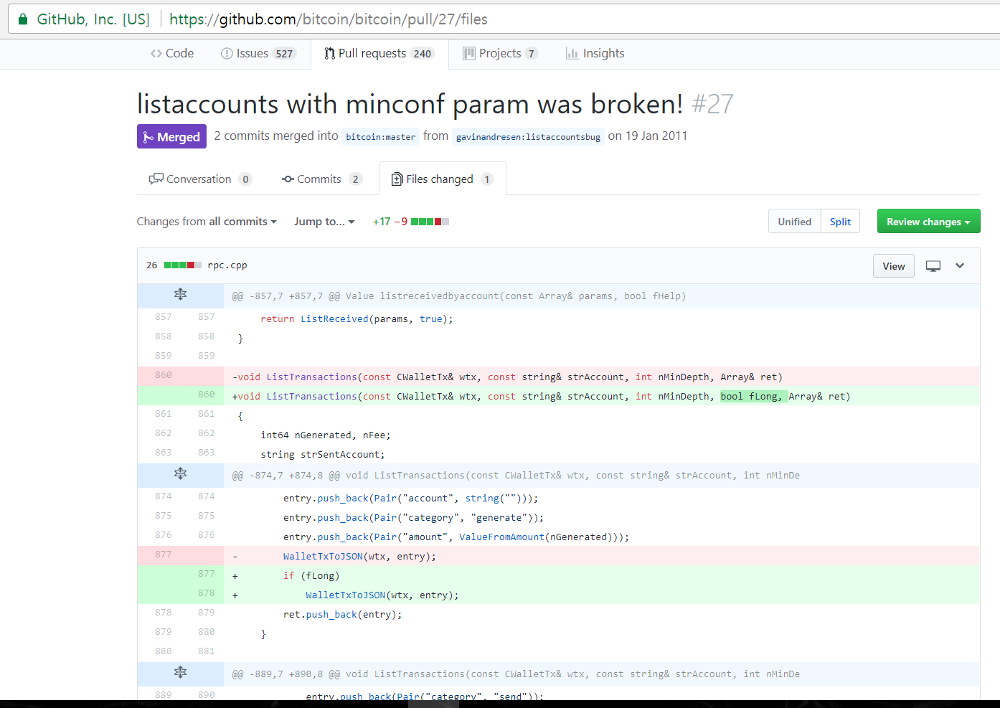 GitHub, Inc. [US] https://github.com/bitcoin/bitcoin/pull/27/files
Code Issues 527 Pull requests 240 Projects 7 Insights
listaccounts with minconf param was broken! #27
Merged 2 commits merged into bitcoin:master from gavinandresen:listaccountsbug on 19 Jan 2011
Conversation 0 Commits 2 Files changed 1
Changes from all commits Jump to... +17 −9 Unified Split Review changes
26 rpc.cpp View
@@ -857,7 +857,7 @@ Value listreceivedbyaccount(const Array& params, bool fHelp)
857 857 return ListReceived(params, true);
858 858 }
859 859
860 -void ListTransactions(const CWalletTx& wtx, const string& strAccount, int nMinDepth, Array& ret)
860 +void ListTransactions(const CWalletTx& wtx, const string& strAccount, int nMinDepth, bool fLong, Array& ret)
861 861 {
862 862 int64 nGenerated, nFee;
863 863 string strSentAccount;
@@ -874,7 +874,8 @@ void ListTransactions(const CWalletTx& wtx, const string& strAccount, int nMinDe
874 874 entry.push_back(Pair("account", string("")));
875 875 entry.push_back(Pair("category", "generate"));
876 876 entry.push_back(Pair("amount", ValueFromAmount(nGenerated)));
877 - WalletTxToJSON(wtx, entry);
877 + if (fLong)
878 + WalletTxToJSON(wtx, entry);
878 879 ret.push_back(entry);
879 880 }
880 881
@@ -889,7 +890,8 @@ void ListTransactions(const CWalletTx& wtx, const string& strAccount, int nMinDe
889 890 entry.push_back(Pair("category", "send"));